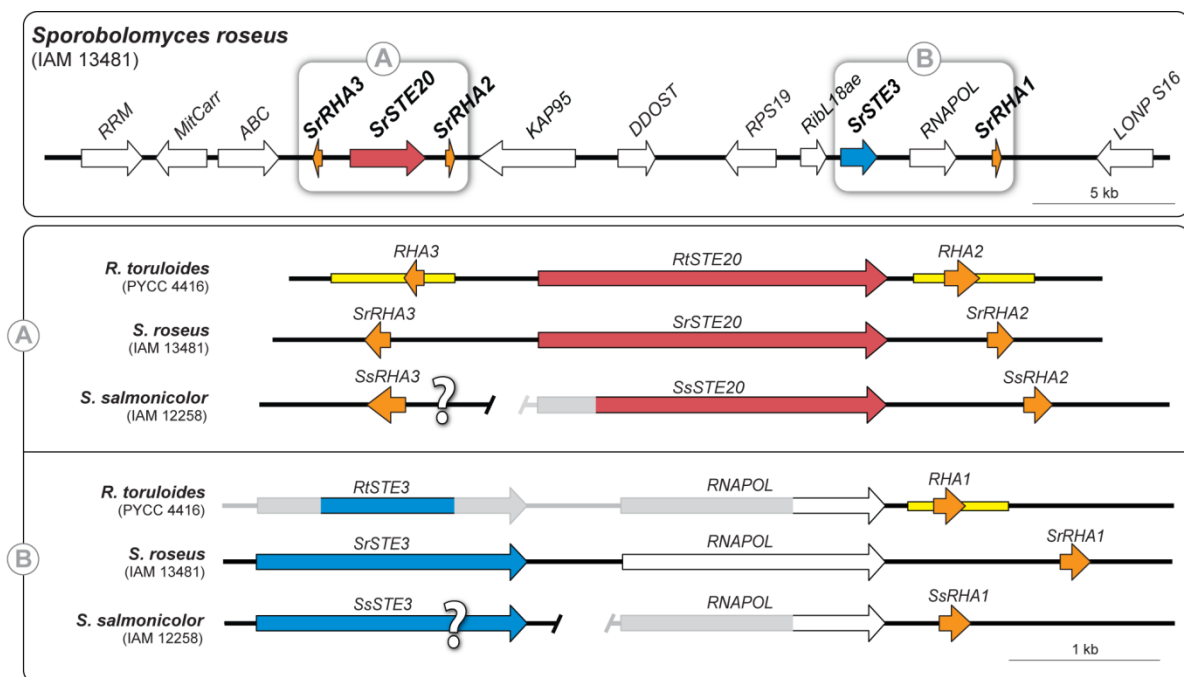 Sporobolomyces roseus
(IAM 13481)
A
B
RRM
MitCarr
ABC
SrRHA3
SrSTE20
SrRHA2
KAP95
DDOST
RPS19
RibL18ae
SrSTE3
RNAPOL
SrRHA1
LONP S16
5 kb
A
R. toruloides
(PYCC 4416)
RHA3
RtSTE20
RHA2
S. roseus
(IAM 13481)
SrRHA3
SrSTE20
SrRHA2
S. salmonicolor
(IAM 12258)
SsRHA3
?
SsSTE20
SsRHA2
B
R. toruloides
(PYCC 4416)
RtSTE3
RNAPOL
RHA1
S. roseus
(IAM 13481)
SrSTE3
RNAPOL
SrRHA1
S. salmonicolor
(IAM 12258)
SsSTE3
?
RNAPOL
SsRHA1
1 kb